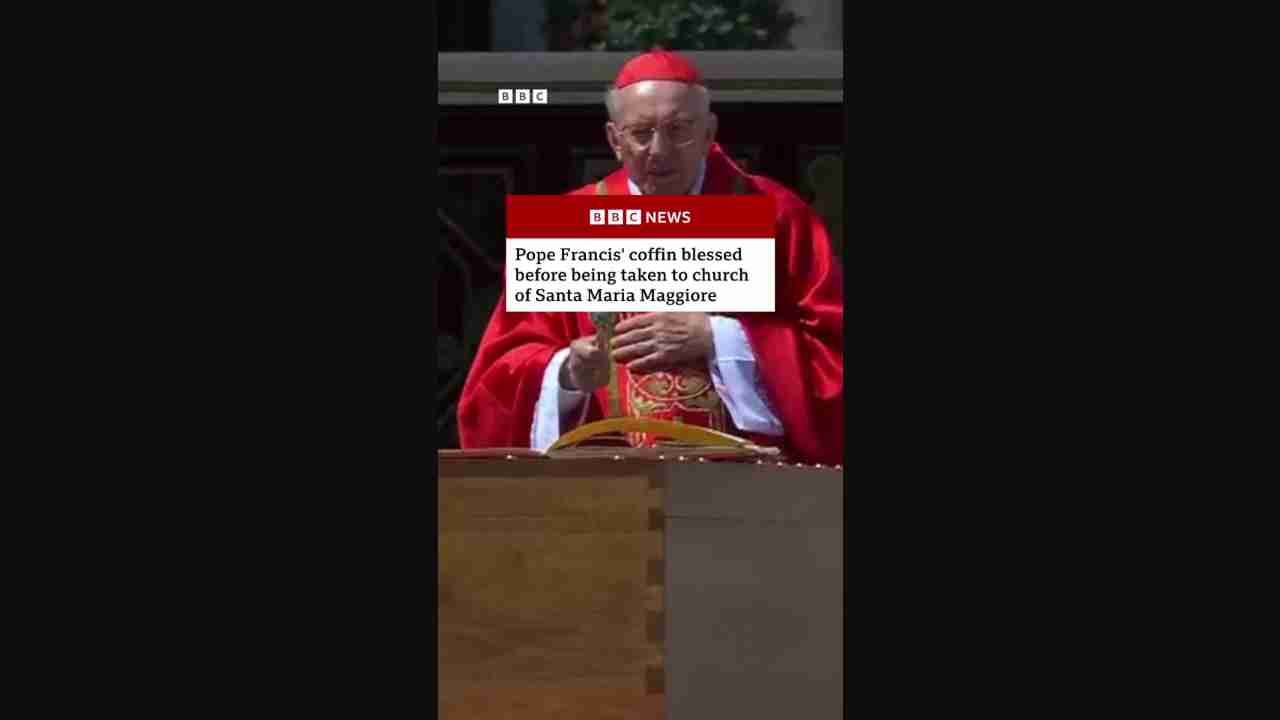 BBC
BBC NEWS
Pope Francis' coffin blessed
before being taken to church
of Santa Maria Maggiore